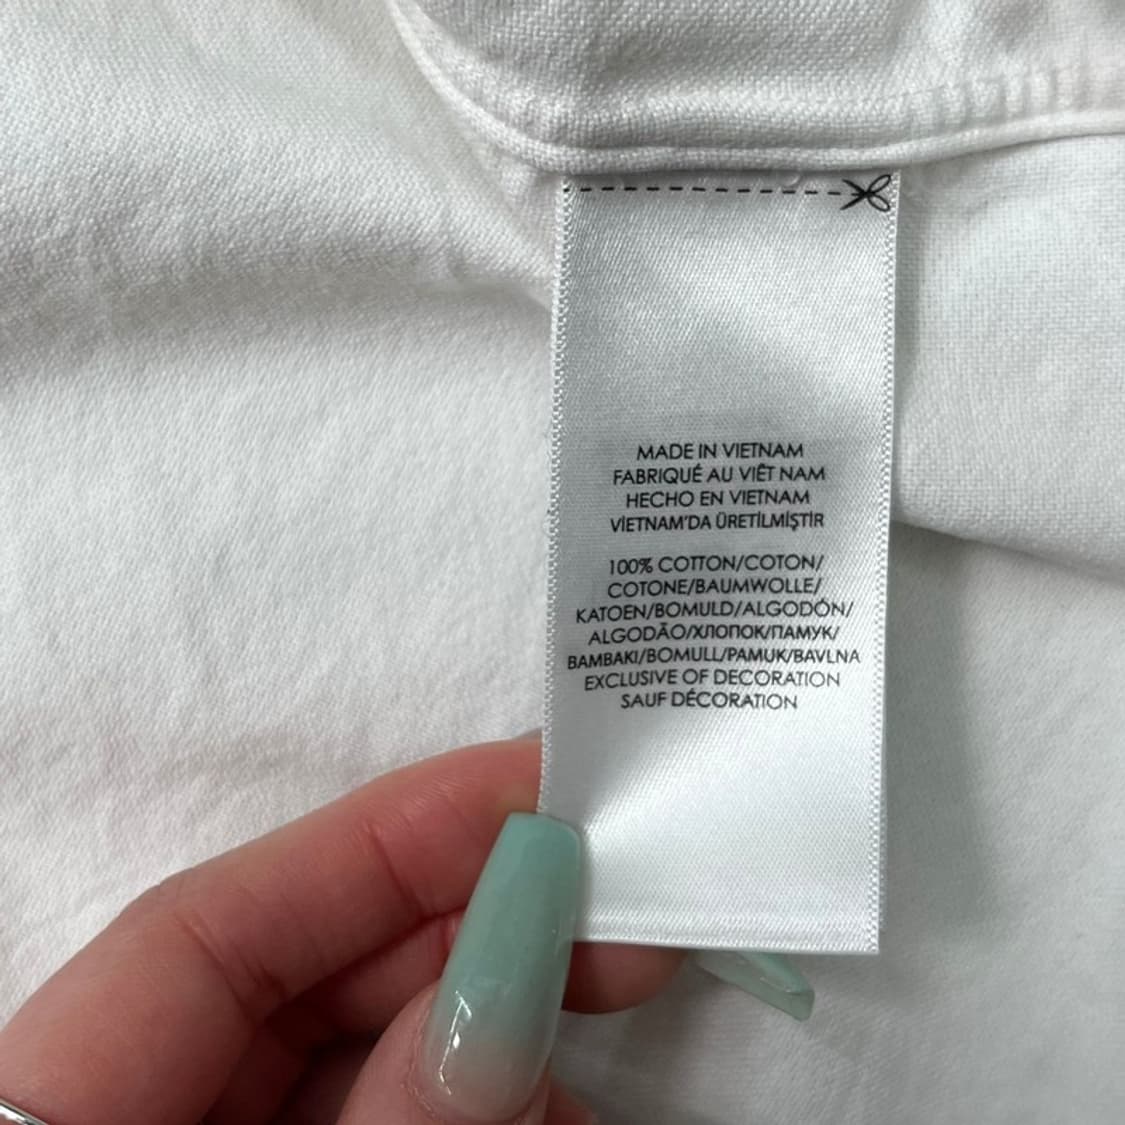 MADE IN VIETNAM
FABRIQUÉ AU VIÊT NAM
HECHO EN VIETNAM
VİETNAM'DA ÜRETİLMİŞTİR
100% COTTON/COTON/
COTONE/BAUMWOLLE/
KATOEN/BOMULD/ALGODÓN/
ALGODÃO/ХЛОПОК/ПАМУК/
BAMBAKI/BOMULL/PAMUK/BAVLNA
EXCLUSIVE OF DECORATION
SAUF DÉCORATION